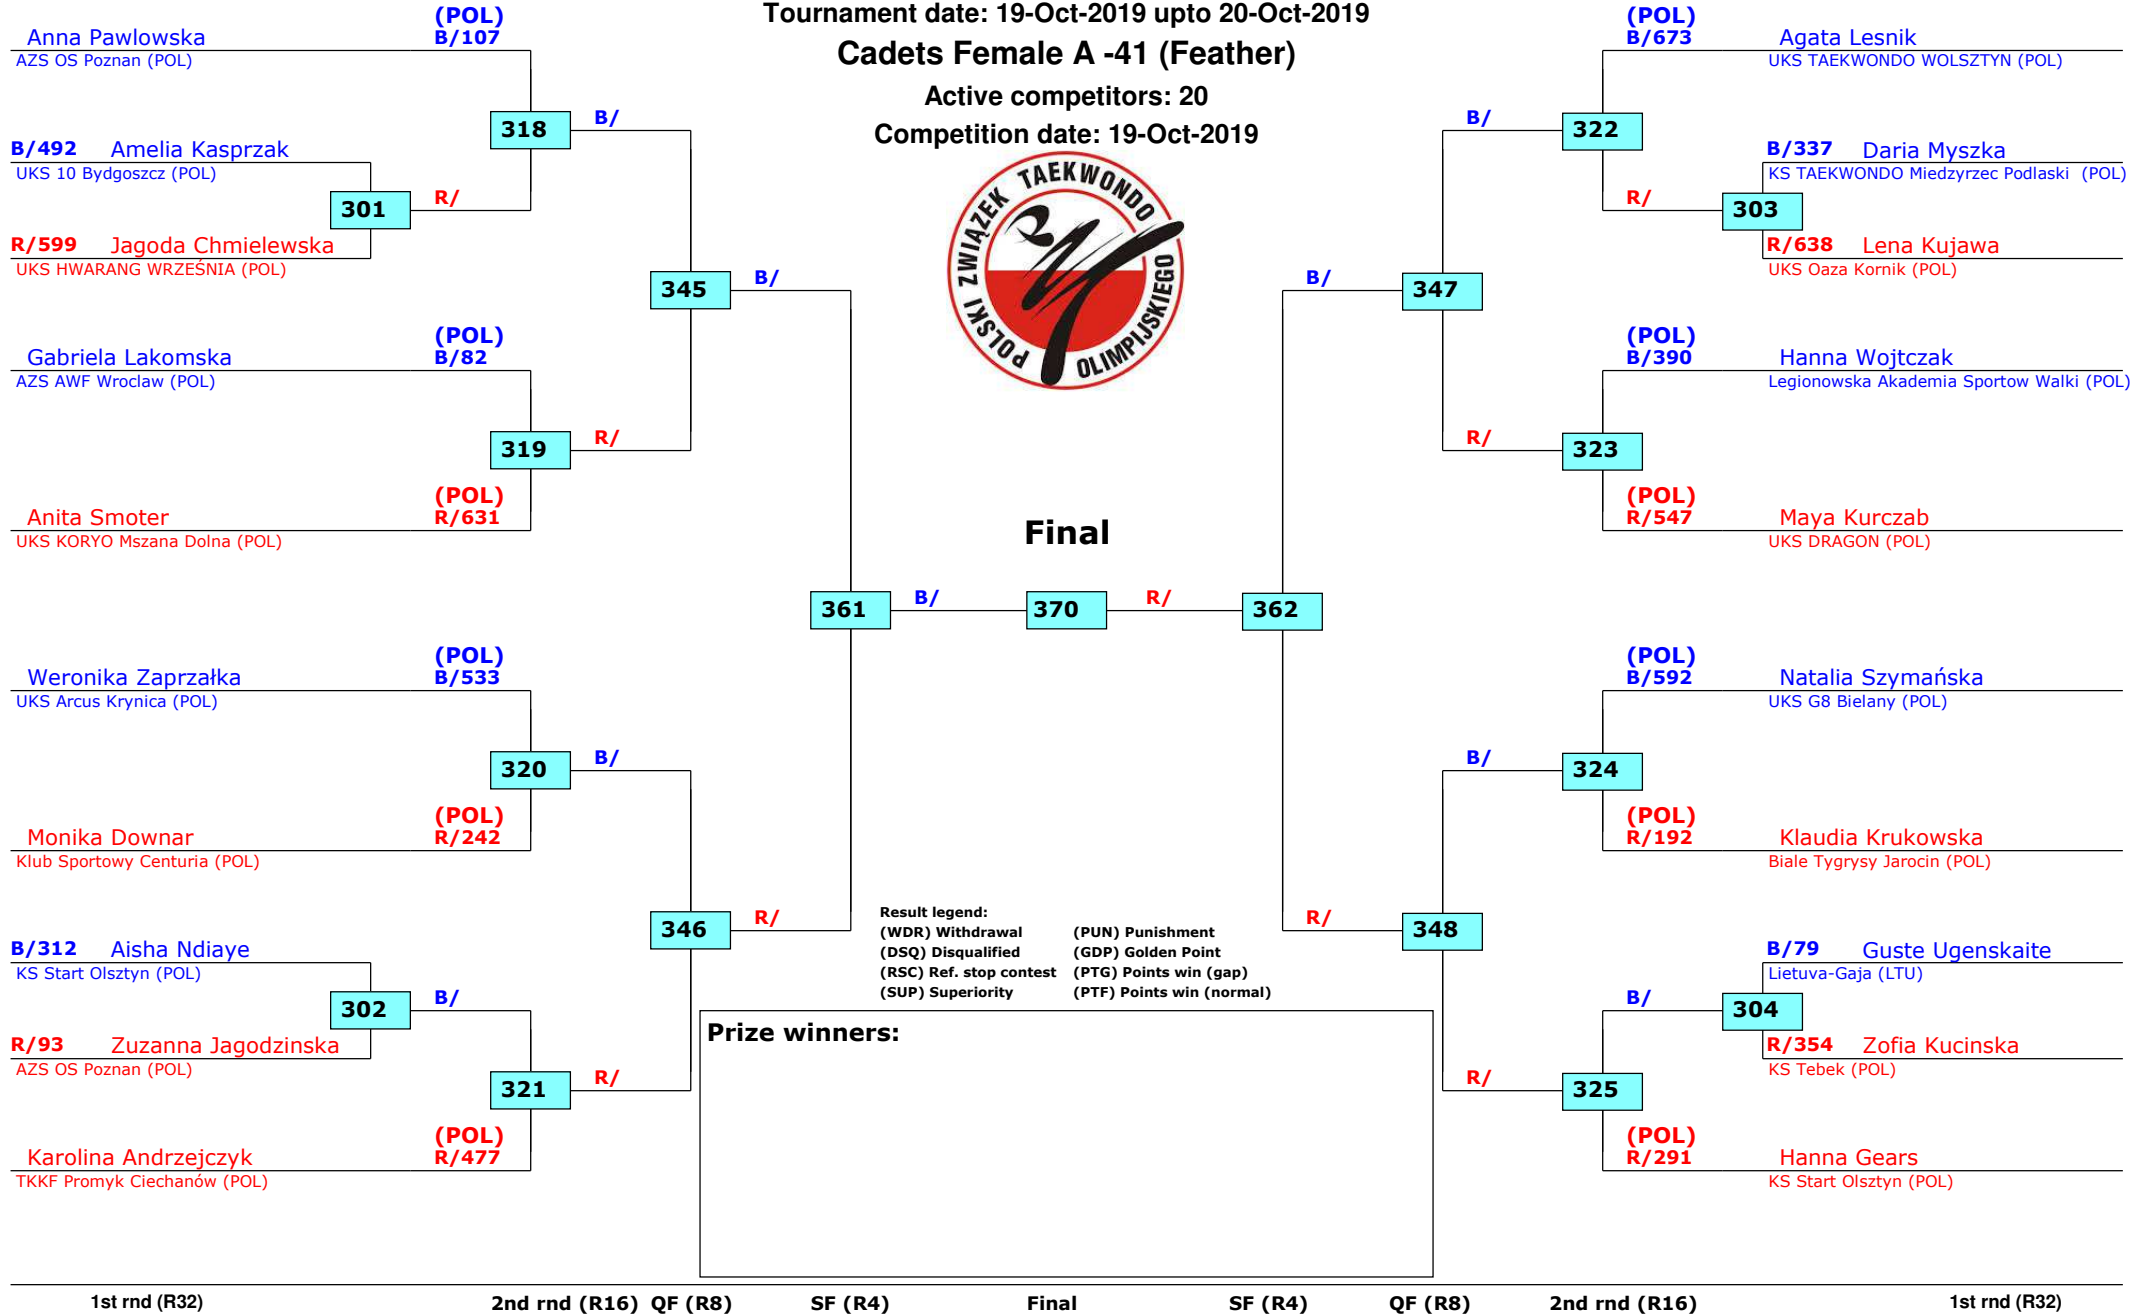 Tournament date: 19-Oct-2019 upto 20-Oct-2019
Cadets Female A -41 (Feather)
Active competitors: 20
Competition date: 19-Oct-2019
POLSKI ZWIĄZEK TAEKWONDO OLIMPIJSKIEGO
(POL)
Anna Pawlowska B/107
AZS OS Poznan (POL)
318 B/
B/492 Amelia Kasprzak
UKS 10 Bydgoszcz (POL)
301 R/
R/599 Jagoda Chmielewska
UKS HWARANG WRZEŚNIA (POL)
345 B/
(POL)
Gabriela Lakomska B/82
AZS AWF Wroclaw (POL)
319 R/
(POL)
Anita Smoter R/631
UKS KORYO Mszana Dolna (POL)
361 B/
(POL)
Weronika Zaprzałka B/533
UKS Arcus Krynica (POL)
320 B/
(POL)
Monika Downar R/242
Klub Sportowy Centuria (POL)
346 R/
B/312 Aisha Ndiaye
KS Start Olsztyn (POL)
302 B/
R/93 Zuzanna Jagodzinska
AZS OS Poznan (POL)
321 R/
(POL)
Karolina Andrzejczyk R/477
TKKF Promyk Ciechanów (POL)
Final
370
(POL)
B/673 Agata Lesnik
UKS TAEKWONDO WOLSZTYN (POL)
B/ 322
B/337 Daria Myszka
KS TAEKWONDO Miedzyrzec Podlaski (POL)
R/ 303
R/638 Lena Kujawa
UKS Oaza Kornik (POL)
B/ 347
(POL)
B/390 Hanna Wojtczak
Legionowska Akademia Sportow Walki (POL)
R/ 323
(POL)
R/547 Maya Kurczab
UKS DRAGON (POL)
R/ 362
(POL)
B/592 Natalia Szymańska
UKS G8 Bielany (POL)
B/ 324
(POL)
R/192 Klaudia Krukowska
Biale Tygrysy Jarocin (POL)
R/ 348
B/79 Guste Ugenskaite
Lietuva-Gaja (LTU)
B/ 304
R/354 Zofia Kucinska
KS Tebek (POL)
R/ 325
(POL)
R/291 Hanna Gears
KS Start Olsztyn (POL)
Result legend:
(WDR) Withdrawal (PUN) Punishment
(DSQ) Disqualified (GDP) Golden Point
(RSC) Ref. stop contest (PTG) Points win (gap)
(SUP) Superiority (PTF) Points win (normal)
Prize winners:
1st rnd (R32) 2nd rnd (R16) QF (R8) SF (R4) Final SF (R4) QF (R8) 2nd rnd (R16) 1st rnd (R32)